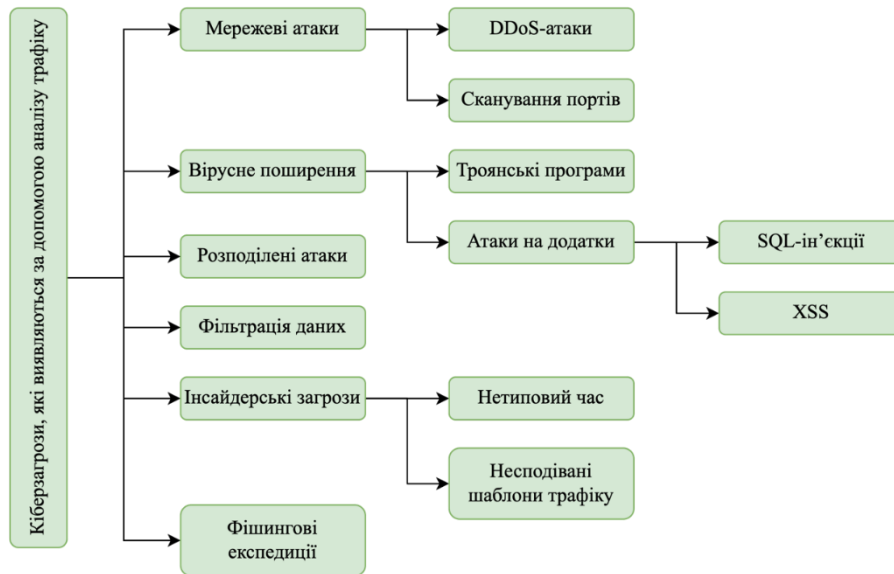 Кіберзагрози, які виявляються за допомогою аналізу трафіку
Мережеві атаки
DDoS-атаки
Сканування портів
Вірусне поширення
Троянські програми
Атаки на додатки
SQL-ін’єкції
XSS
Розподілені атаки
Фільтрація даних
Інсайдерські загрози
Нетиповий час
Несподівані
шаблони трафіку
Фішингові
експедиції